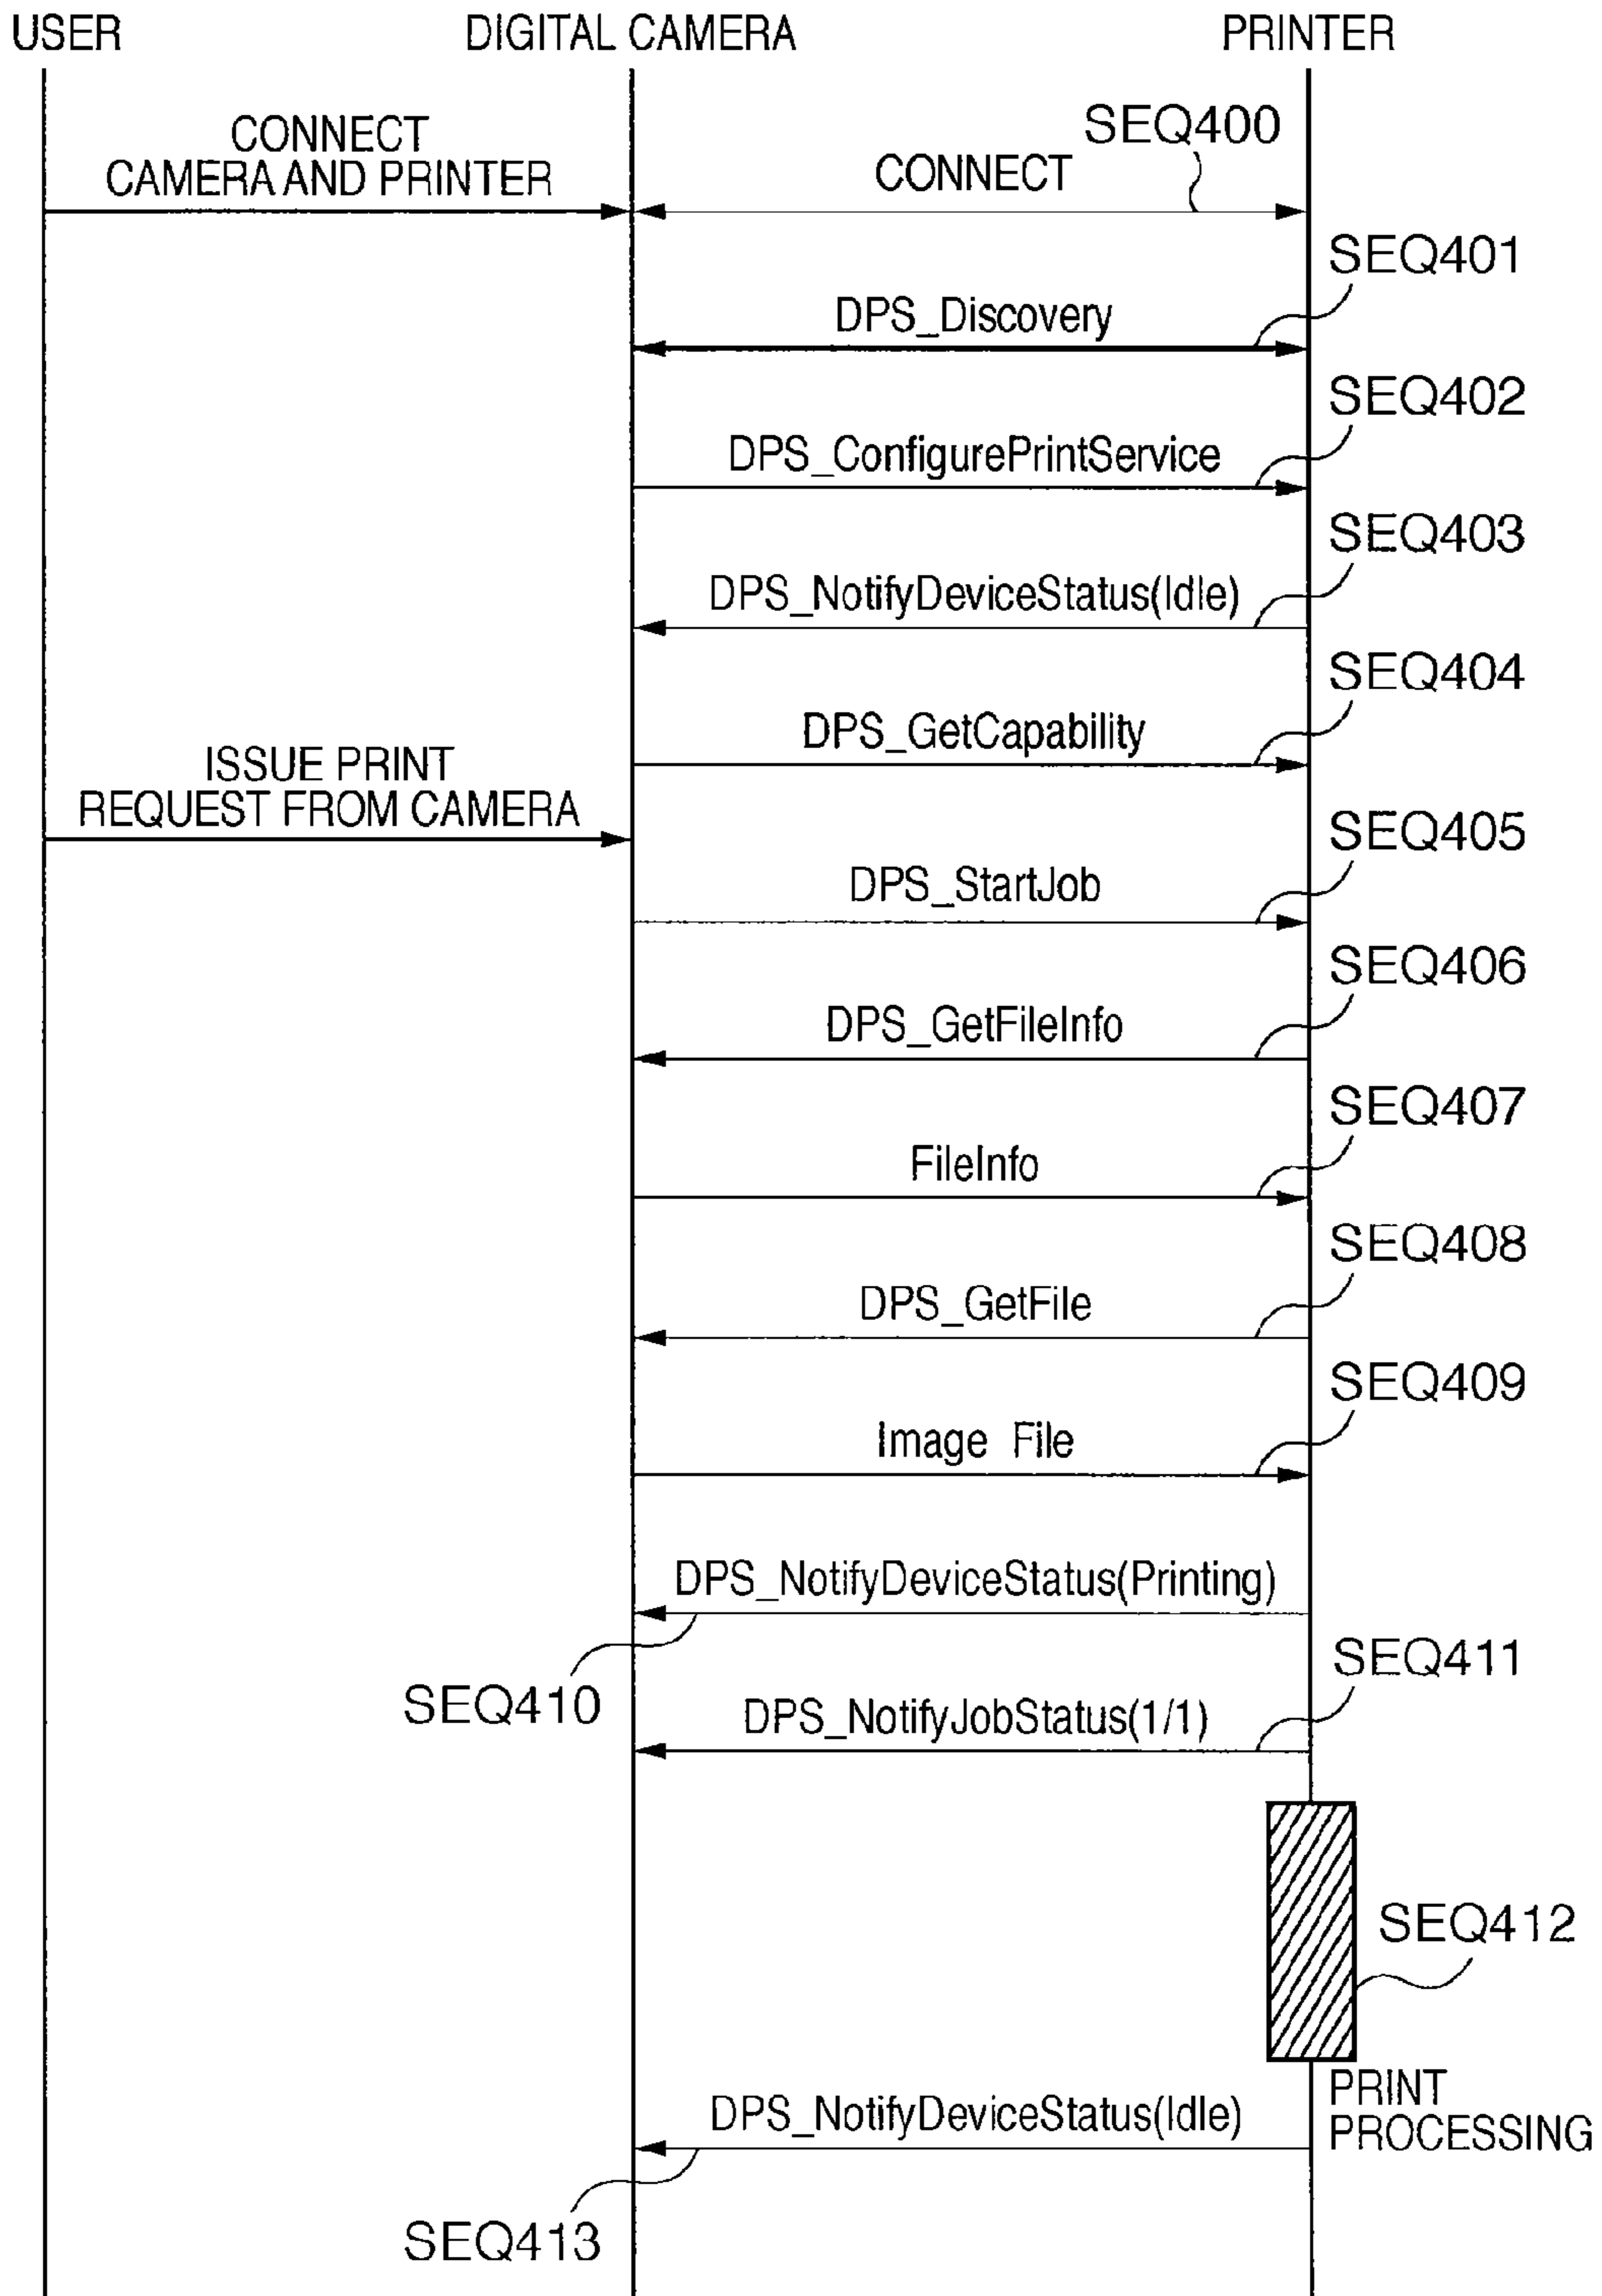 USER
DIGITAL CAMERA
PRINTER
SEQ400
CONNECT
CAMERA AND PRINTER
CONNECT
SEQ401
DPS_Discovery
SEQ402
DPS_ConfigurePrintService
SEQ403
DPS_NotifyDeviceStatus(Idle)
SEQ404
DPS_GetCapability
ISSUE PRINT
REQUEST FROM CAMERA
SEQ405
DPS_StartJob
SEQ406
DPS_GetFileInfo
SEQ407
FileInfo
SEQ408
DPS_GetFile
SEQ409
Image File
DPS_NotifyDeviceStatus(Printing)
SEQ410
SEQ411
DPS_NotifyJobStatus(1/1)
SEQ412
PRINT
PROCESSING
DPS_NotifyDeviceStatus(Idle)
SEQ413